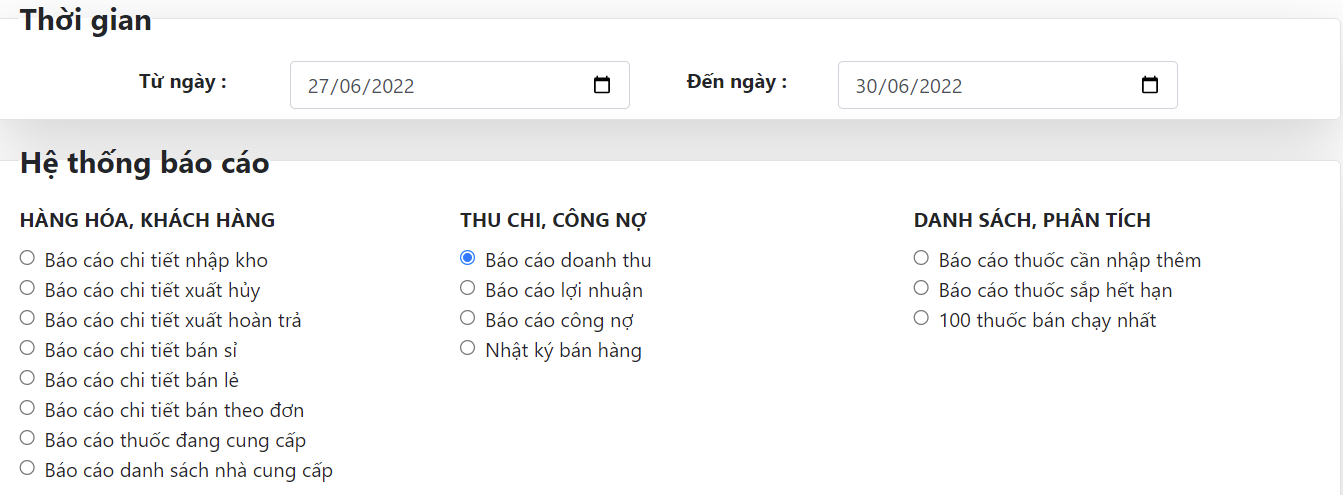 Thời gian
Từ ngày : 27/06/2022 Đến ngày : 30/06/2022
Hệ thống báo cáo
HÀNG HÓA, KHÁCH HÀNG
Báo cáo chi tiết nhập kho
Báo cáo chi tiết xuất hủy
Báo cáo chi tiết xuất hoàn trả
Báo cáo chi tiết bán sỉ
Báo cáo chi tiết bán lẻ
Báo cáo chi tiết bán theo đơn
Báo cáo thuốc đang cung cấp
Báo cáo danh sách nhà cung cấp
THU CHI, CÔNG NỢ
Báo cáo doanh thu
Báo cáo lợi nhuận
Báo cáo công nợ
Nhật ký bán hàng
DANH SÁCH, PHÂN TÍCH
Báo cáo thuốc cần nhập thêm
Báo cáo thuốc sắp hết hạn
100 thuốc bán chạy nhất